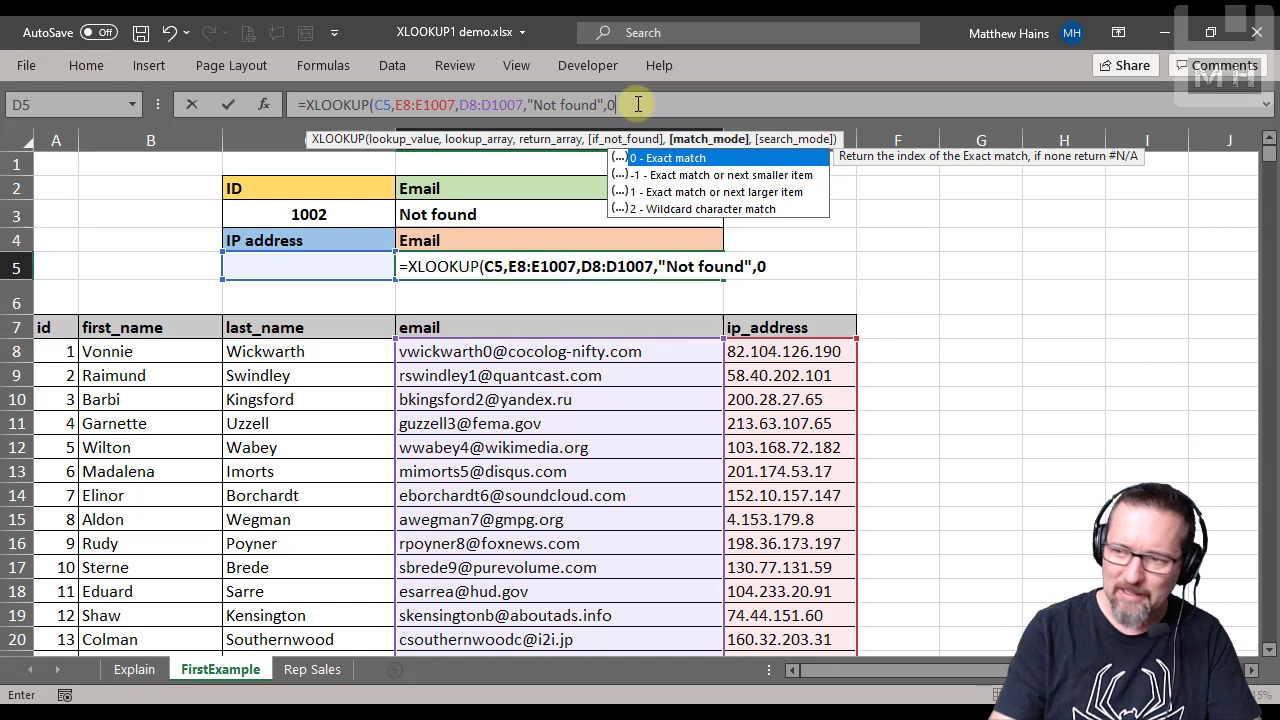 AutoSave Off XLOOKUP1 demo.xlsx Search Matthew Hains MH
File Home Insert Page Layout Formulas Data Review View Developer Help Share Comments
MH
D5 fx =XLOOKUP(C5,E8:E1007,D8:D1007,"Not found",0
XLOOKUP(lookup_value, lookup_array, return_array, [if_not_found], [match_mode], [search_mode])
(...) 0 - Exact match Return the index of the Exact match, if none return #N/A
(...) -1 - Exact match or next smaller item
(...) 1 - Exact match or next larger item
(...) 2 - Wildcard character match
A B F G H I J
1
2 ID Email
3 1002 Not found
4 IP address Email
5 =XLOOKUP(C5,E8:E1007,D8:D1007,"Not found",0
6
7 id first_name last_name email ip_address
8 1 Vonnie Wickwarth vwickwarth0@cocolog-nifty.com 82.104.126.190
9 2 Raimund Swindley rswindley1@quantcast.com 58.40.202.101
10 3 Barbi Kingsford bkingsford2@yandex.ru 200.28.27.65
11 4 Garnette Uzzell guzzell3@fema.gov 213.63.107.65
12 5 Wilton Wabey wwabey4@wikimedia.org 103.168.72.182
13 6 Madalena Imorts mimorts5@disqus.com 201.174.53.17
14 7 Elinor Borchardt eborchardt6@soundcloud.com 152.10.157.147
15 8 Aldon Wegman awegman7@gmpg.org 4.153.179.8
16 9 Rudy Poyner rpoyner8@foxnews.com 198.36.173.197
17 10 Sterne Brede sbrede9@purevolume.com 130.77.131.59
18 11 Eduard Sarre esarrea@hud.gov 104.233.20.91
19 12 Shaw Kensington skensingtonb@aboutads.info 74.44.151.60
20 13 Colman Southernwood csouthernwoodc@i2i.jp 160.32.203.31
Explain FirstExample Rep Sales
Enter